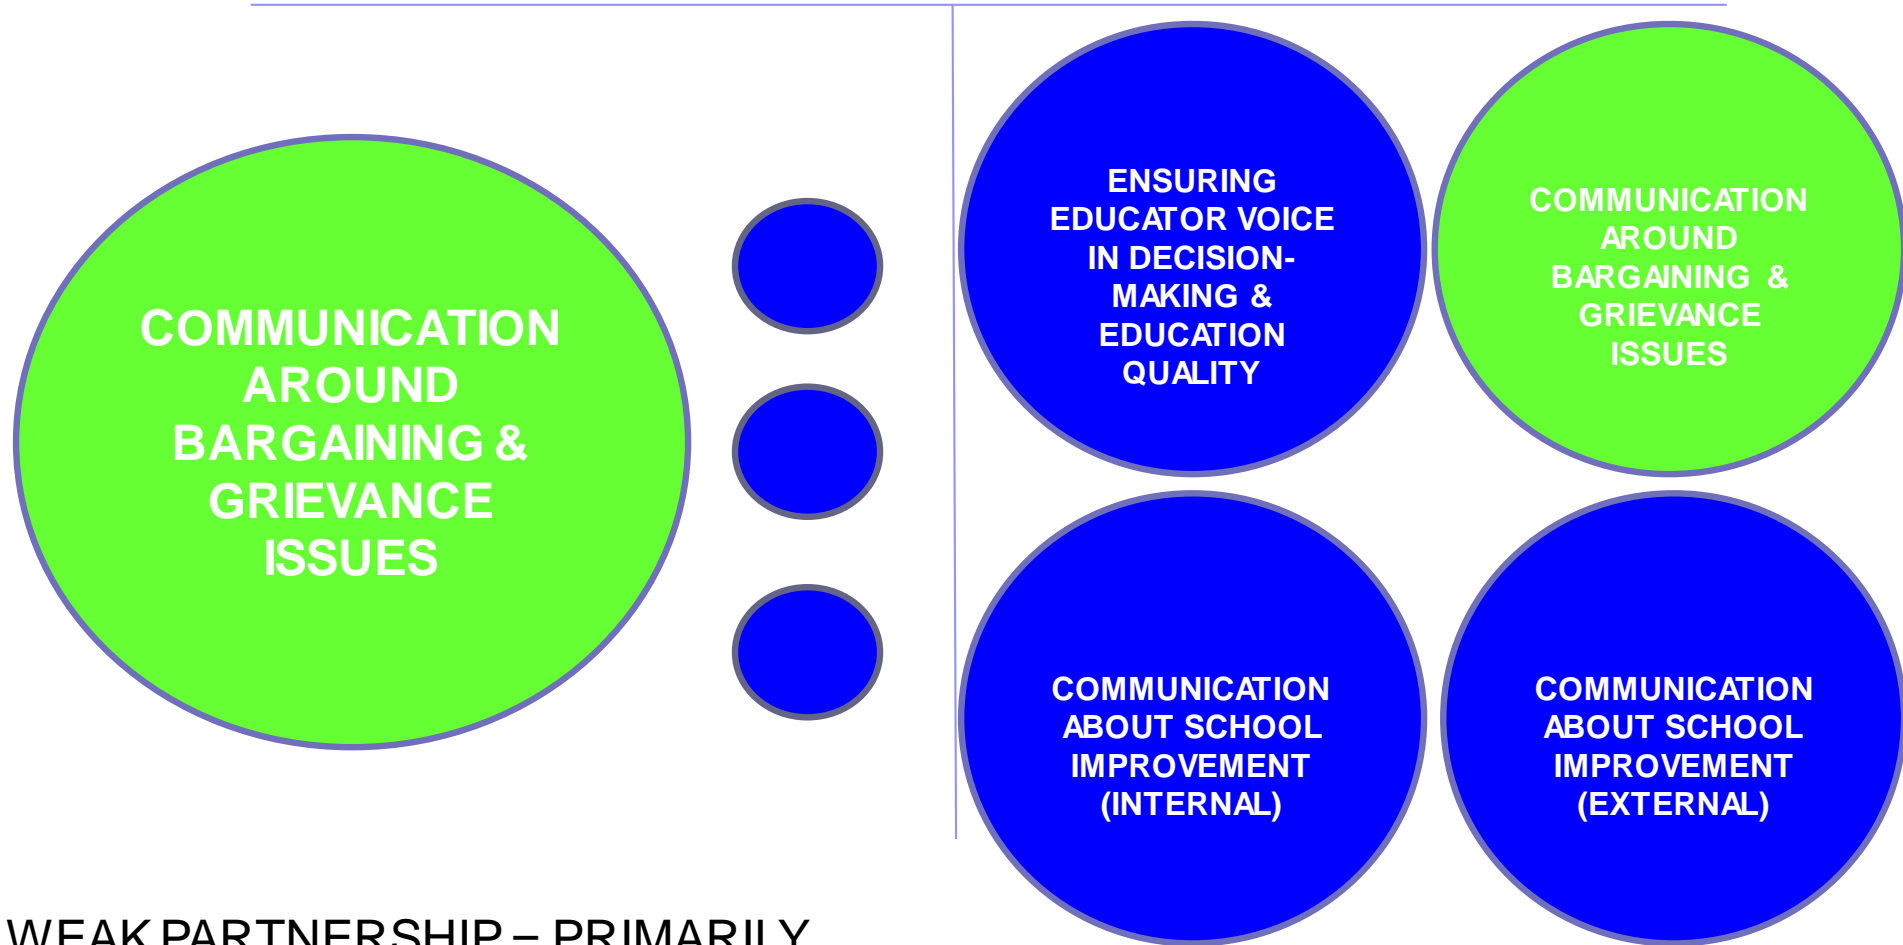 COMMUNICATION
AROUND
BARGAINING &
GRIEVANCE
ISSUES
ENSURING
EDUCATOR VOICE
IN DECISION-
MAKING &
EDUCATION
QUALITY
COMMUNICATION
AROUND
BARGAINING &
GRIEVANCE
ISSUES
COMMUNICATION
ABOUT SCHOOL
IMPROVEMENT
(INTERNAL)
COMMUNICATION
ABOUT SCHOOL
IMPROVEMENT
(EXTERNAL)
WEAK PARTNERSHIP – PRIMARILY